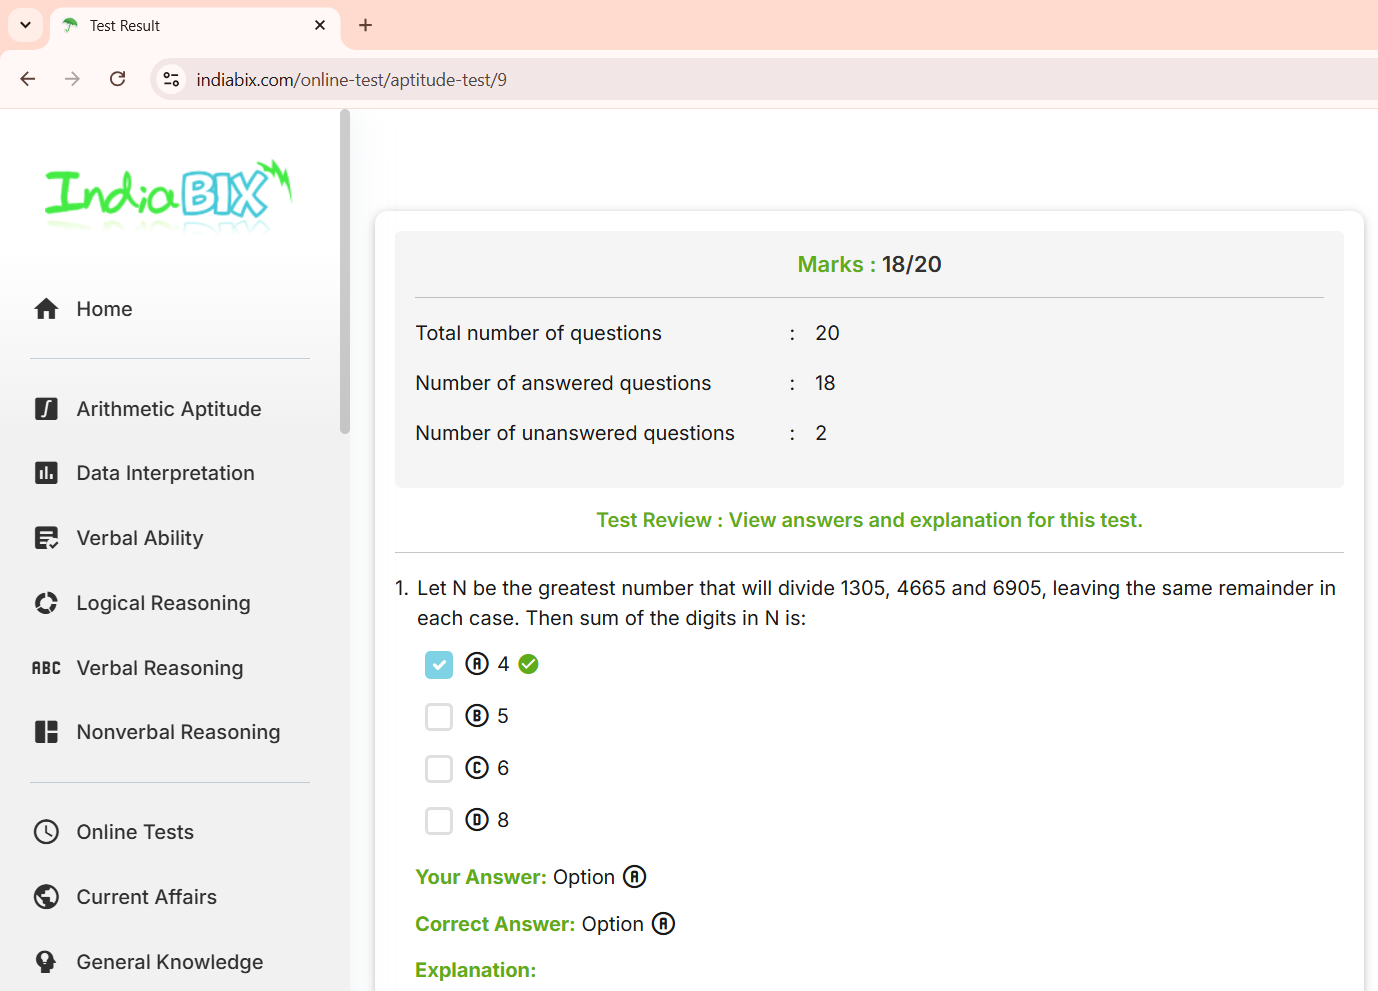 Test Result
indiabix.com/online-test/aptitude-test/9
IndiaBIX
Home
Arithmetic Aptitude
Data Interpretation
Verbal Ability
Logical Reasoning
ABC Verbal Reasoning
Nonverbal Reasoning
Online Tests
Current Affairs
General Knowledge
Marks : 18/20
Total number of questions : 20
Number of answered questions : 18
Number of unanswered questions : 2
Test Review : View answers and explanation for this test.
1. Let N be the greatest number that will divide 1305, 4665 and 6905, leaving the same remainder in
each case. Then sum of the digits in N is:
A 4
B 5
C 6
D 8
Your Answer: Option A
Correct Answer: Option A
Explanation: